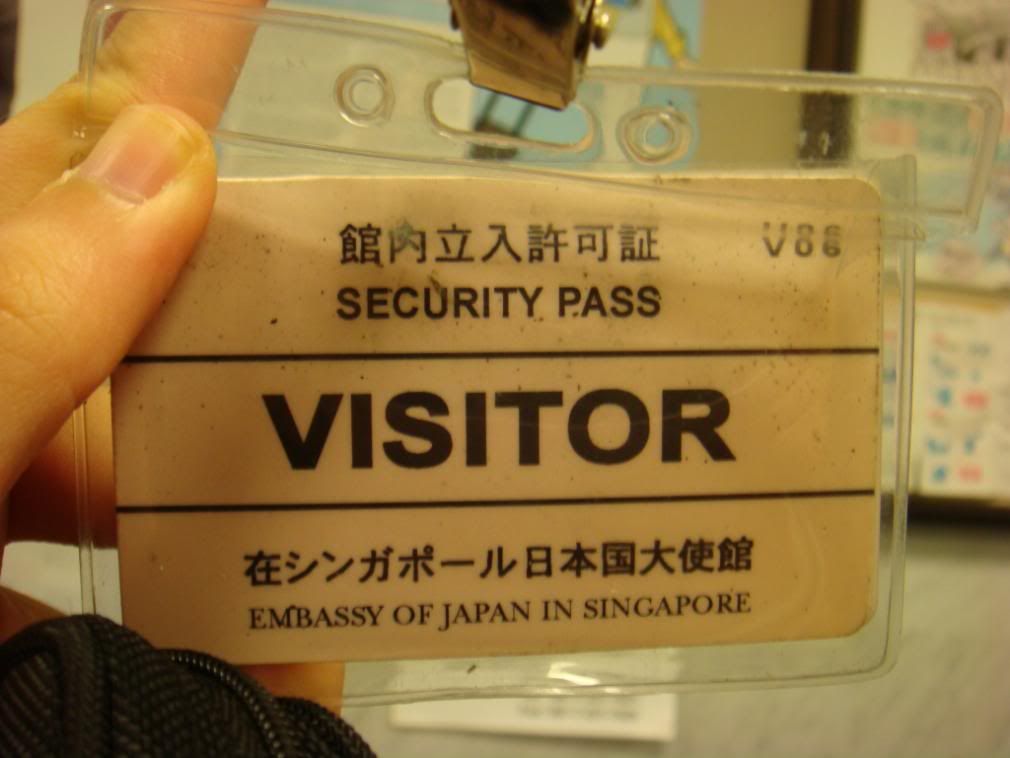 館内立入許可証
V06
SECURITY PASS
VISITOR
在シンガポール日本国大使館
EMBASSY OF JAPAN IN SINGAPORE